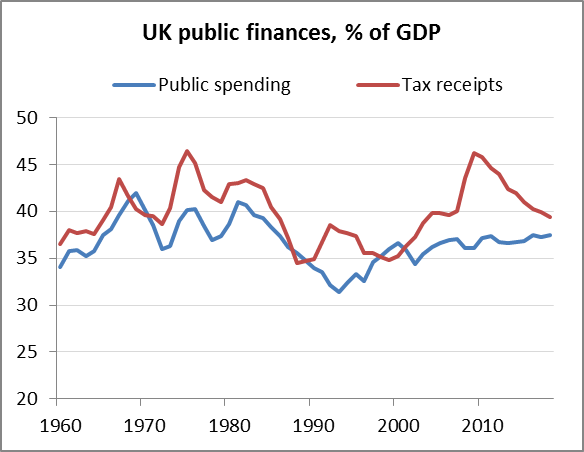 UK public finances, % of GDP
Public spending Tax receipts
50
45
40
35
30
25
20
1960 1970 1980 1990 2000 2010